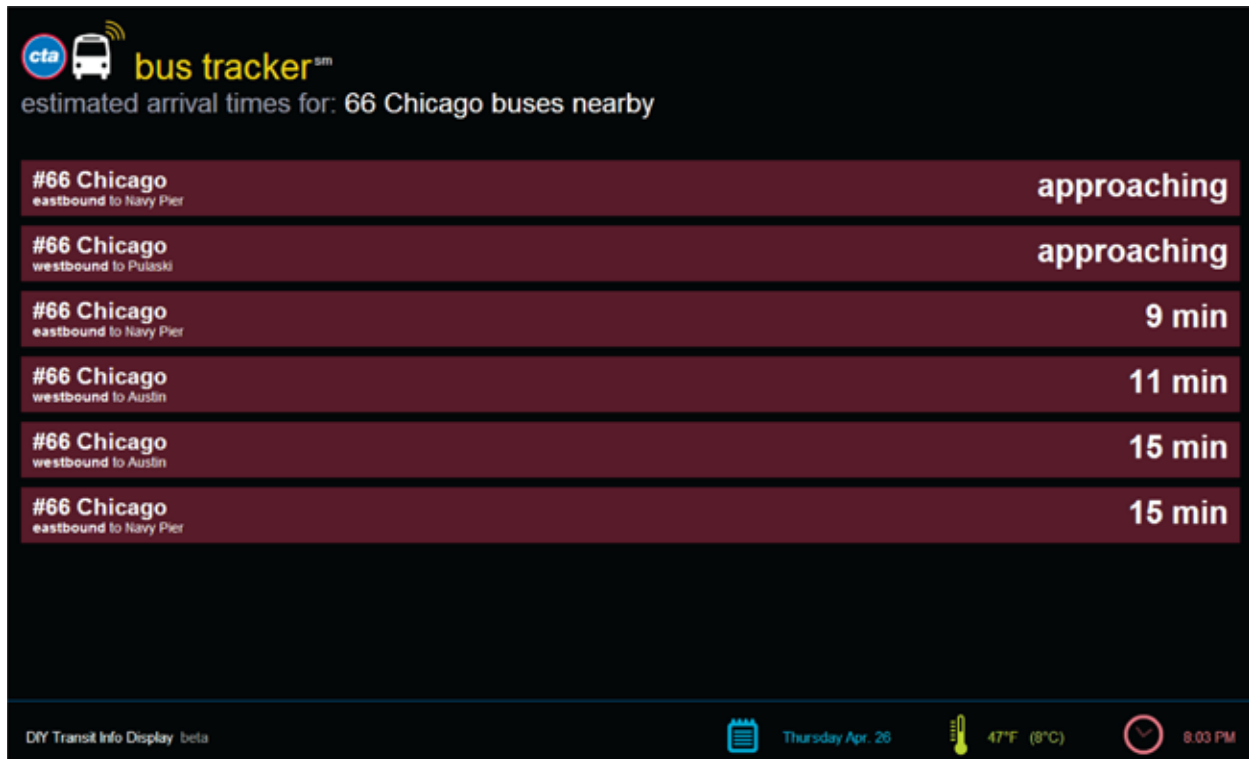 cta bus tracker sm
estimated arrival times for: 66 Chicago buses nearby
#66 Chicago approaching
eastbound to Navy Pier
#66 Chicago approaching
westbound to Pulaski
#66 Chicago 9 min
eastbound to Navy Pier
#66 Chicago 11 min
westbound to Austin
#66 Chicago 15 min
westbound to Austin
#66 Chicago 15 min
eastbound to Navy Pier
DIY Transit Info Display beta Thursday Apr. 26 47°F (8°C) 8:03 PM